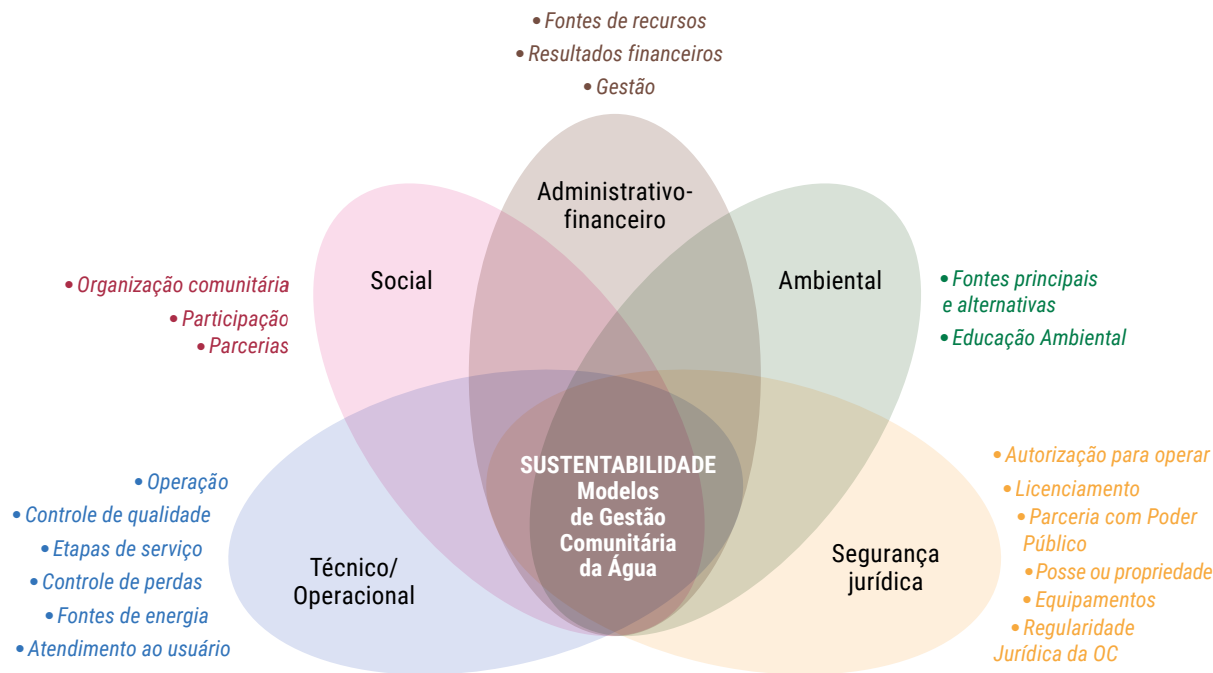 • Fontes de recursos
• Resultados financeiros
• Gestão
Administrativo-
financeiro
Social
• Organização comunitária
• Participação
• Parcerias
Ambiental
• Fontes principais
e alternativas
• Educação Ambiental
SUSTENTABILIDADE
Modelos
de Gestão
Comunitária
da Água
Técnico/
Operacional
• Operação
• Controle de qualidade
• Etapas de serviço
• Controle de perdas
• Fontes de energia
• Atendimento ao usuário
Segurança
jurídica
• Autorização para operar
• Licenciamento
• Parceria com Poder
Público
• Posse ou propriedade
• Equipamentos
• Regularidade
Jurídica da OC